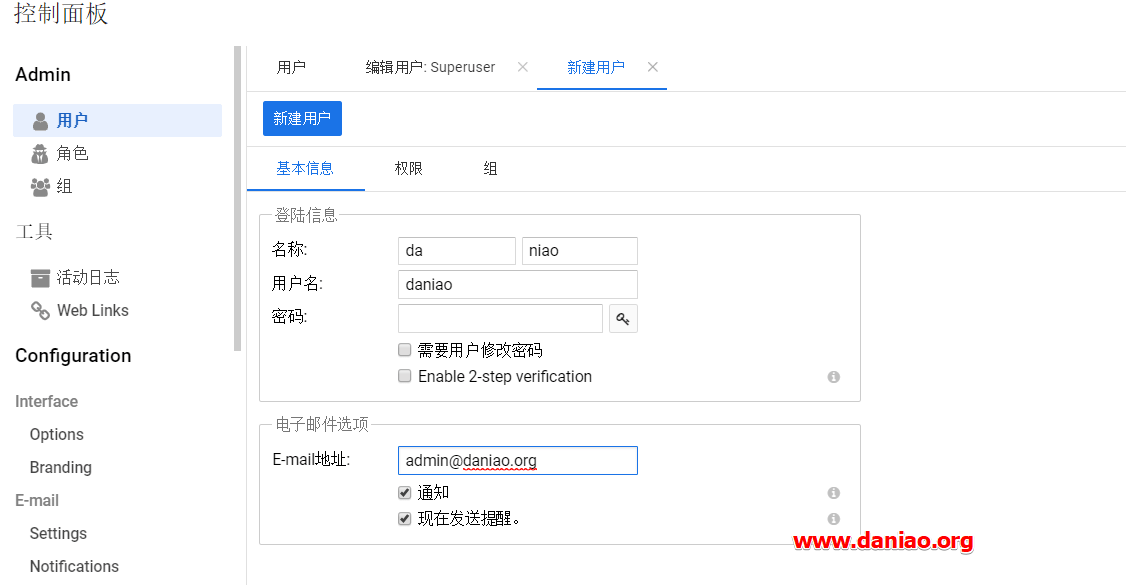 控制面板
Admin
用户
角色
组
工具
活动日志
Web Links
Configuration
Interface
Options
Branding
E-mail
Settings
Notifications
用户 编辑用户: Superuser 新建用户
新建用户
基本信息 权限 组
登陆信息
名称: da niao
用户名: daniao
密码:
需要用户修改密码
Enable 2-step verification
电子邮件选项
E-mail地址: admin@daniao.org
通知
现在发送提醒。
www.daniao.org